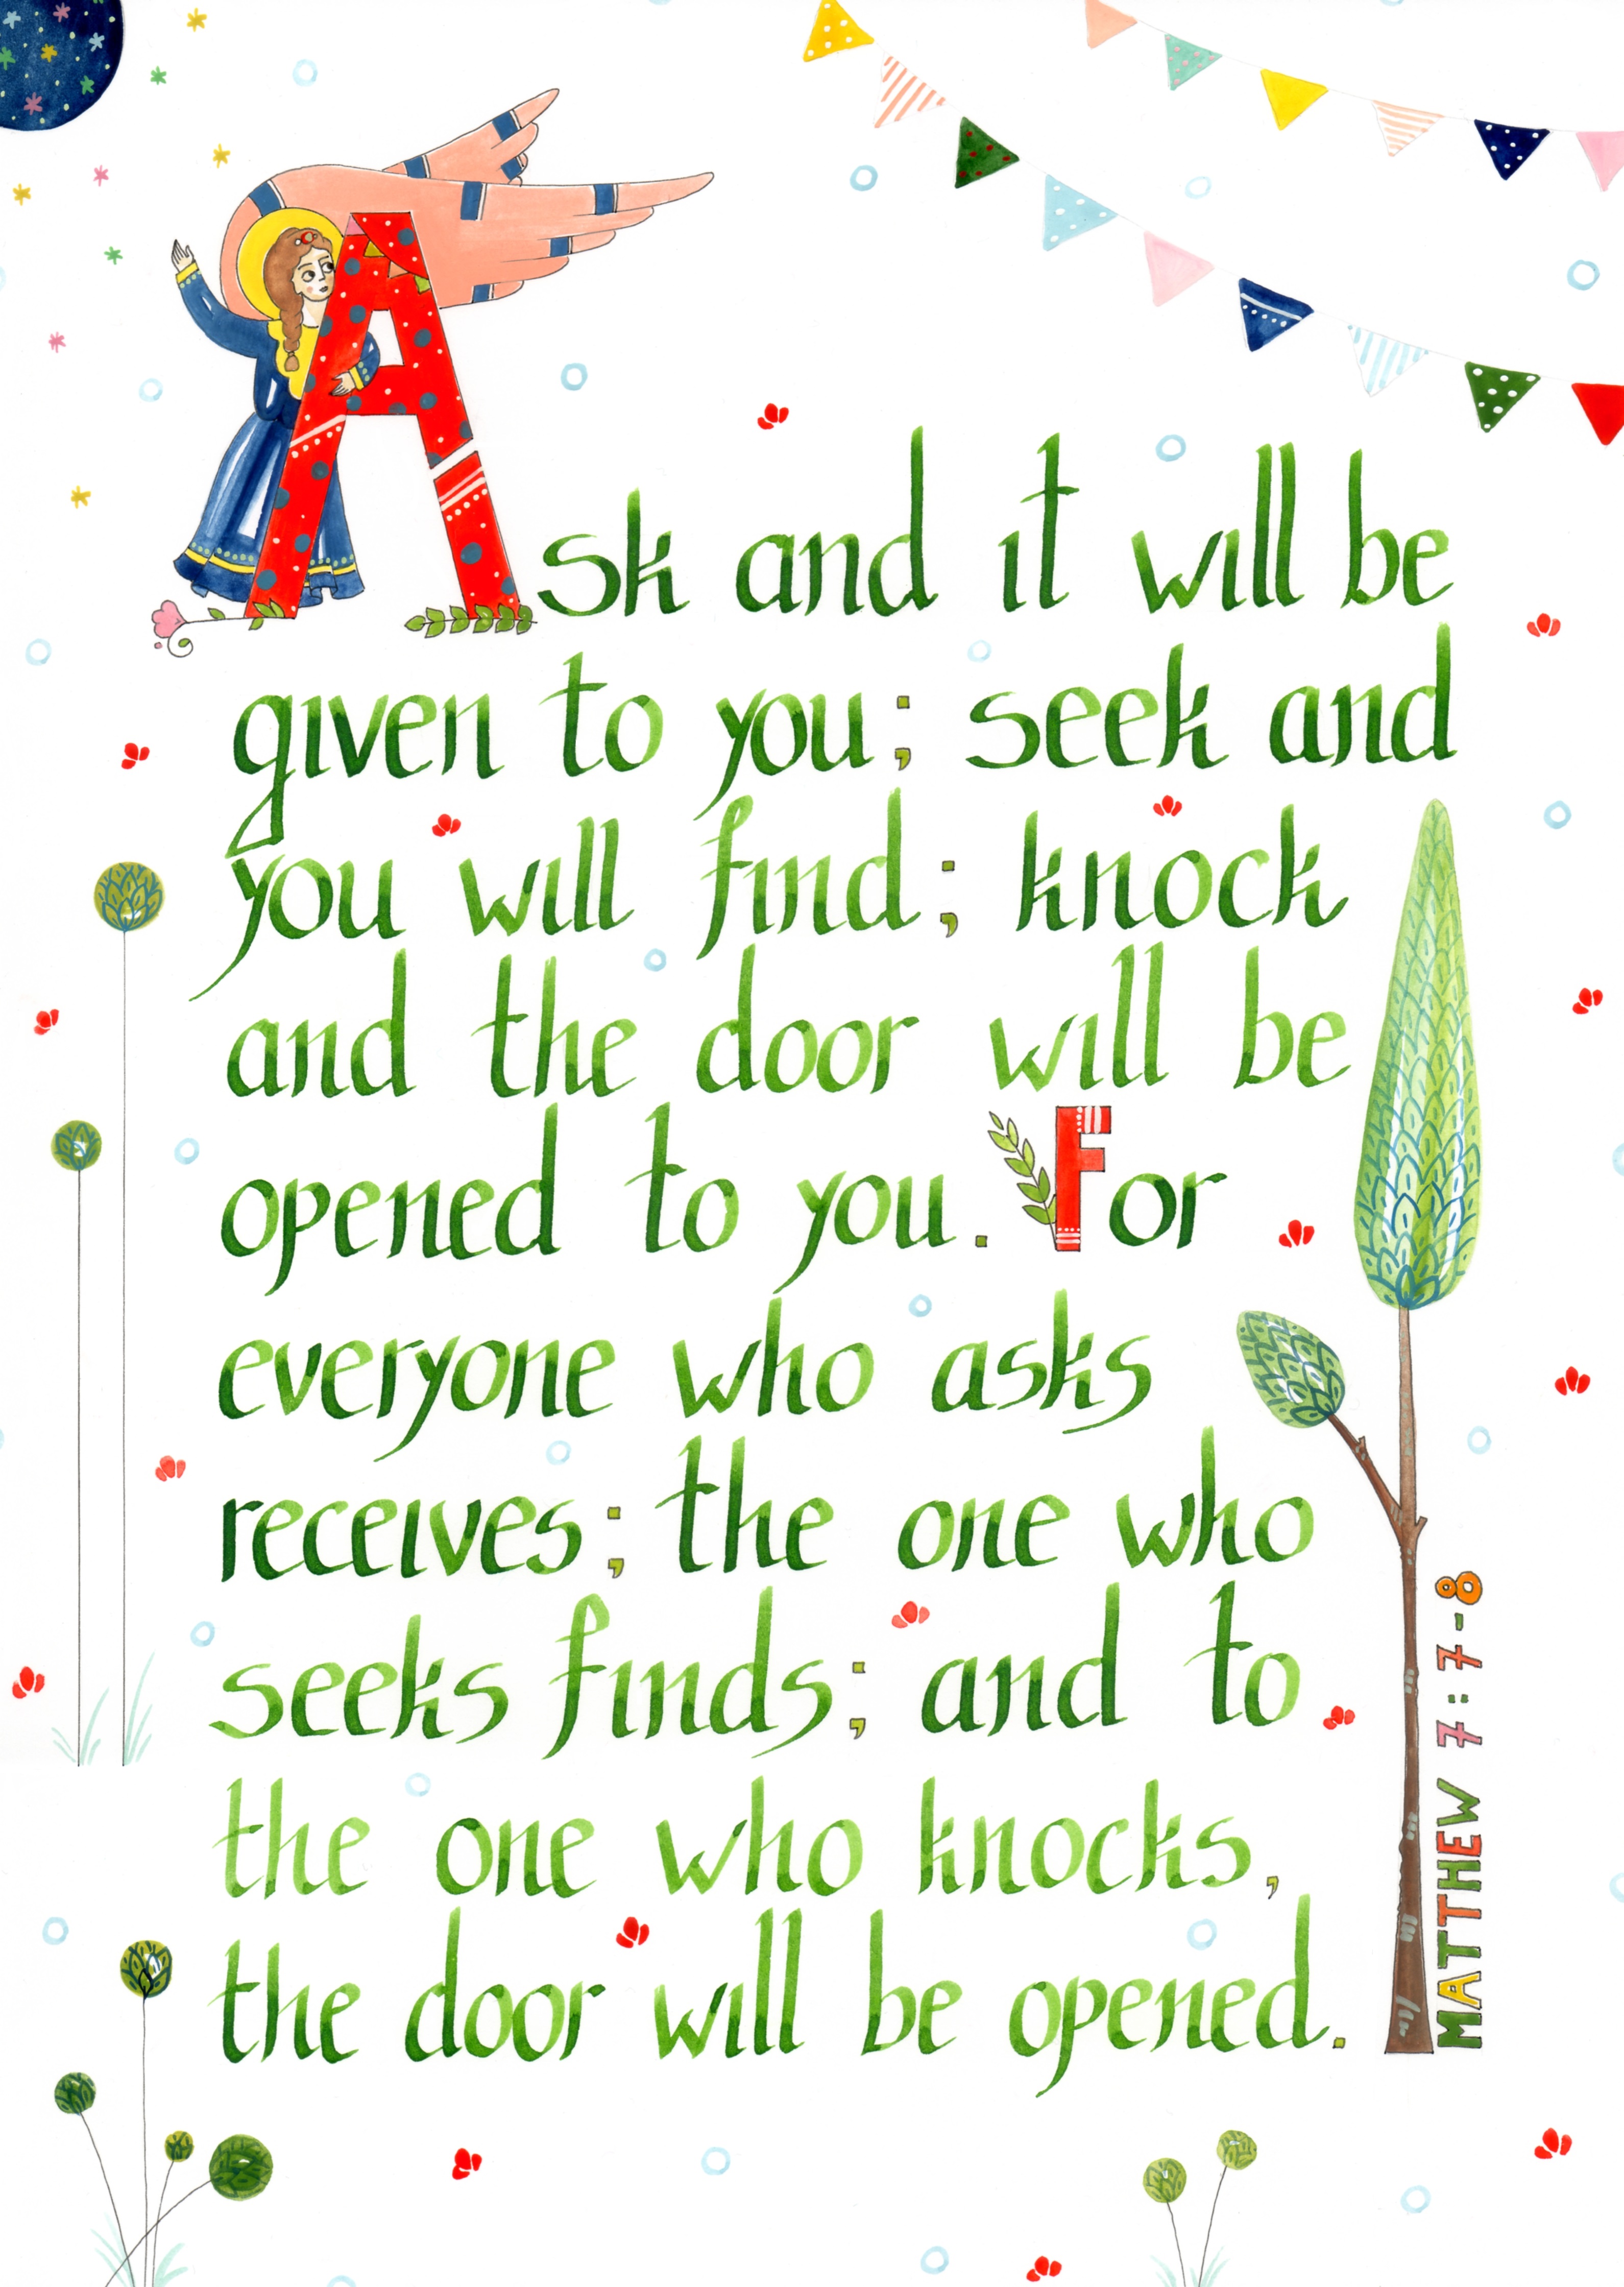 Ask and it will be
given to you; seek and
you will find; knock
and the door will be
opened to you. For
everyone who asks
receives; the one who
seeks finds; and to
the one who knocks,
the door will be opened.
MATTHEW 7:7-8